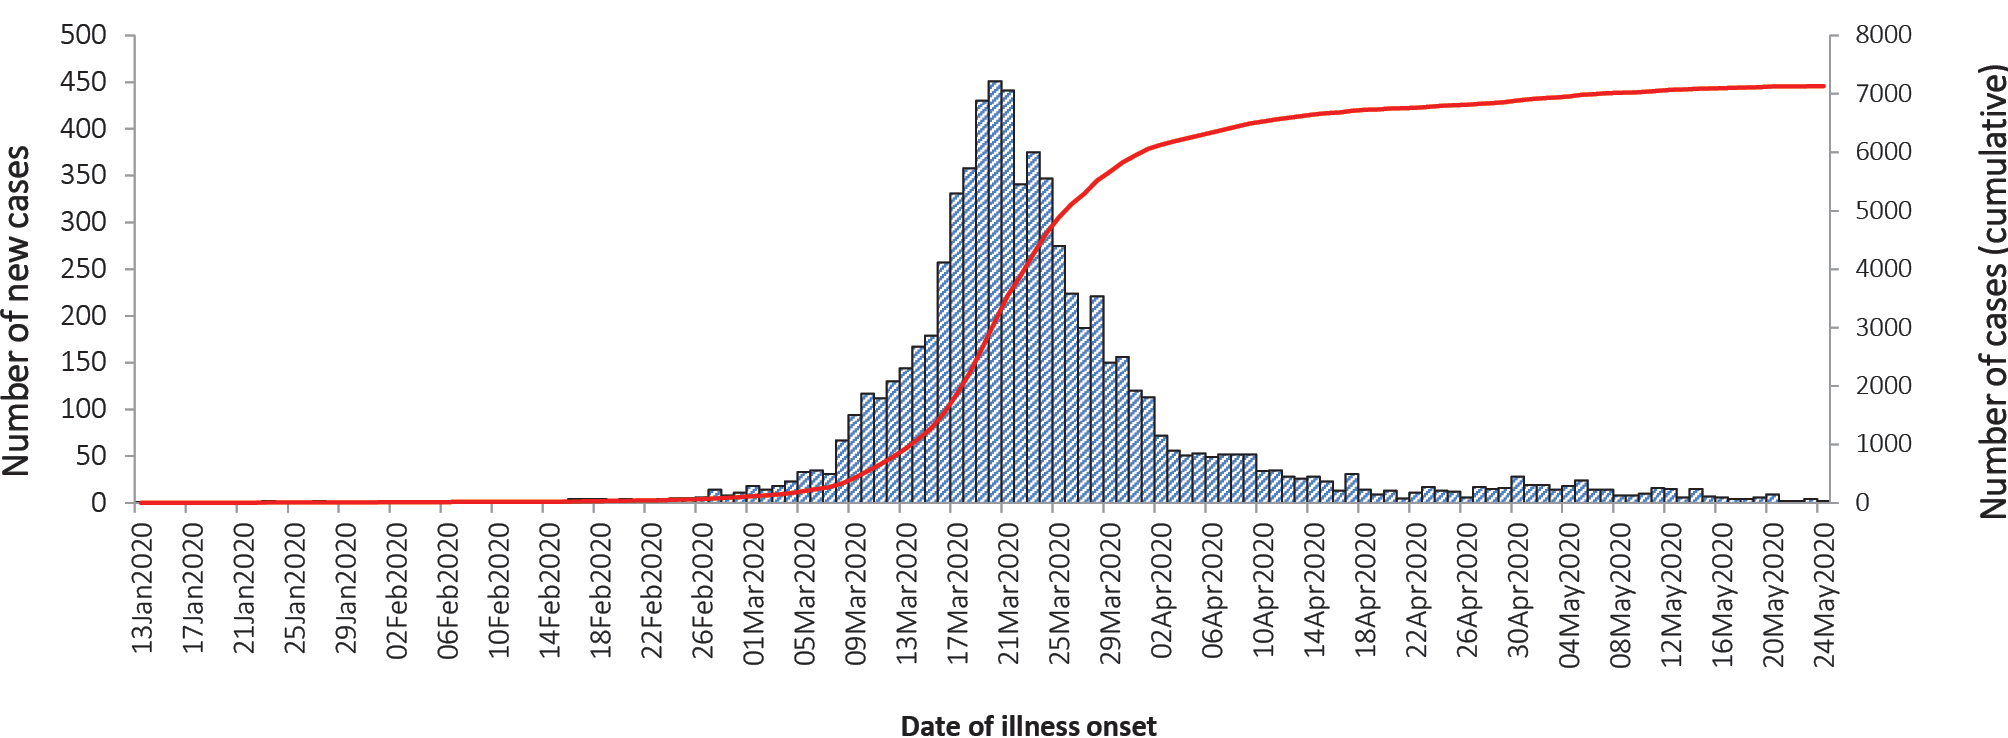 500
450
400
350
300
250
200
150
100
50
0
Number of new cases
8000
7000
6000
5000
4000
3000
2000
1000
0
Number of cases (cumulative)
13Jan2020
17Jan2020
21Jan2020
25Jan2020
29Jan2020
02Feb2020
06Feb2020
10Feb2020
14Feb2020
18Feb2020
22Feb2020
26Feb2020
01Mar2020
05Mar2020
09Mar2020
13Mar2020
17Mar2020
21Mar2020
25Mar2020
29Mar2020
02Apr2020
06Apr2020
10Apr2020
14Apr2020
18Apr2020
22Apr2020
26Apr2020
30Apr2020
04May2020
08May2020
12May2020
16May2020
20May2020
24May2020
Date of illness onset